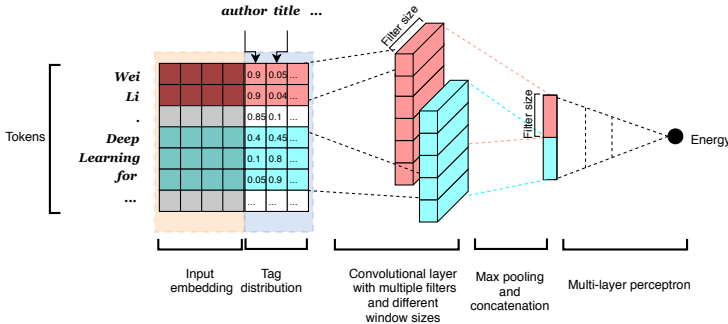 author title ...
Filter size
Wei 0.9 0.05 ...
Li 0.9 0.04 ...
. 0.85 0.1 ...
Tokens
Deep 0.4 0.45 ...
Learning 0.1 0.8 ...
for 0.05 0.9 ...
... ... ... ...
Filter size
Energy
Input
embedding
Tag
distribution
Convolutional layer
with multiple filters
and different
window sizes
Max pooling
and
concatenation
Multi-layer perceptron